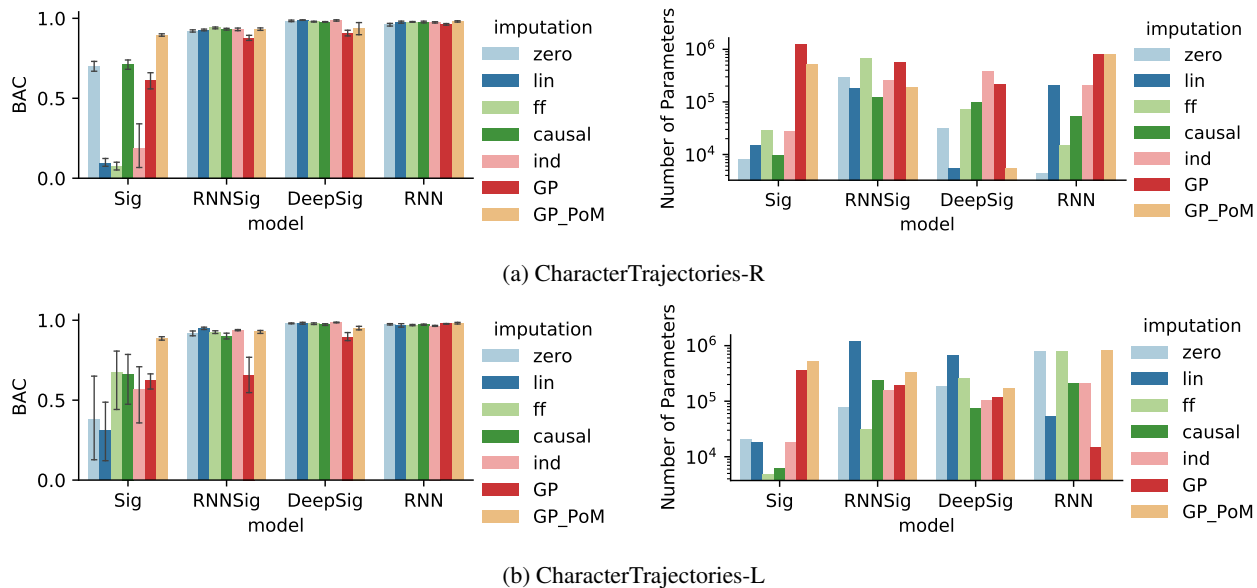 1.0
0.5
0.0
BAC
Sig
RNNSig
DeepSig
RNN
model
imputation
zero
lin
ff
causal
ind
GP
GP_PoM
10^6
10^5
10^4
Number of Parameters
Sig
RNNSig
DeepSig
RNN
model
imputation
zero
lin
ff
causal
ind
GP
GP_PoM
(a) CharacterTrajectories-R
1.0
0.5
0.0
BAC
Sig
RNNSig
DeepSig
RNN
model
imputation
zero
lin
ff
causal
ind
GP
GP_PoM
10^6
10^5
10^4
Number of Parameters
Sig
RNNSig
DeepSig
RNN
model
imputation
zero
lin
ff
causal
ind
GP
GP_PoM
(b) CharacterTrajectories-L